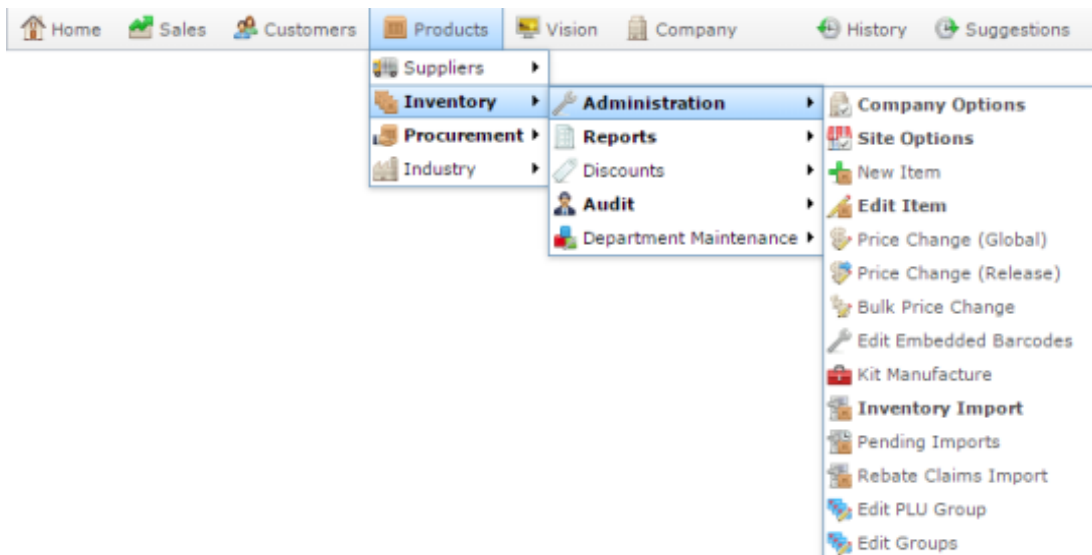 Home Sales Customers Products Vision Company History Suggestions
Suppliers
Inventory
Procurement
Industry
Administration
Reports
Discounts
Audit
Department Maintenance
Company Options
Site Options
New Item
Edit Item
Price Change (Global)
Price Change (Release)
Bulk Price Change
Edit Embedded Barcodes
Kit Manufacture
Inventory Import
Pending Imports
Rebate Claims Import
Edit PLU Group
Edit Groups